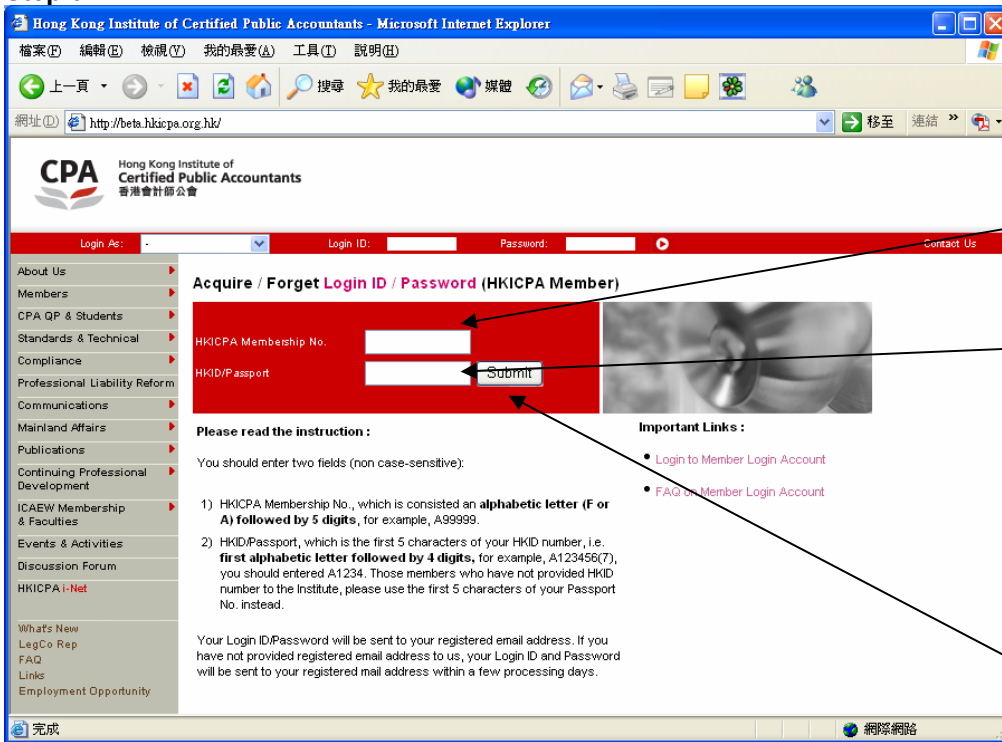 Hong Kong Institute of Certified Public Accountants - Microsoft Internet Explorer
檔案(F) 編輯(E) 檢視(V) 我的最愛(A) 工具(T) 說明(H)
上一頁 搜尋 我的最愛 媒體
網址(D) http://beta.hkicpa.org.hk/ 移至 連結 »
CPA
Hong Kong Institute of
Certified Public Accountants
香港會計師公會
Login As: - Login ID: Password: Contact Us
About Us
Members
CPA QP & Students
Standards & Technical
Compliance
Professional Liability Reform
Communications
Mainland Affairs
Publications
Continuing Professional
Development
ICAEW Membership
& Faculties
Events & Activities
Discussion Forum
HKICPA i-Net
What's New
LegCo Rep
FAQ
Links
Employment Opportunity
Acquire / Forget Login ID / Password (HKICPA Member)
HKICPA Membership No.
HKID/Passport Submit
Please read the instruction :
You should enter two fields (non case-sensitive):
1) HKICPA Membership No., which is consisted an alphabetic letter (F or
A) followed by 5 digits, for example, A99999.
2) HKID/Passport, which is the first 5 characters of your HKID number, i.e.
first alphabetic letter followed by 4 digits, for example, A123456(7),
you should entered A1234. Those members who have not provided HKID
number to the Institute, please use the first 5 characters of your Passport
No. instead.
Your Login ID/Password will be sent to your registered email address. If you
have not provided registered email address to us, your Login ID and Password
will be sent to your registered mail address within a few processing days.
Important Links :
Login to Member Login Account
FAQ on Member Login Account
完成 網際網路